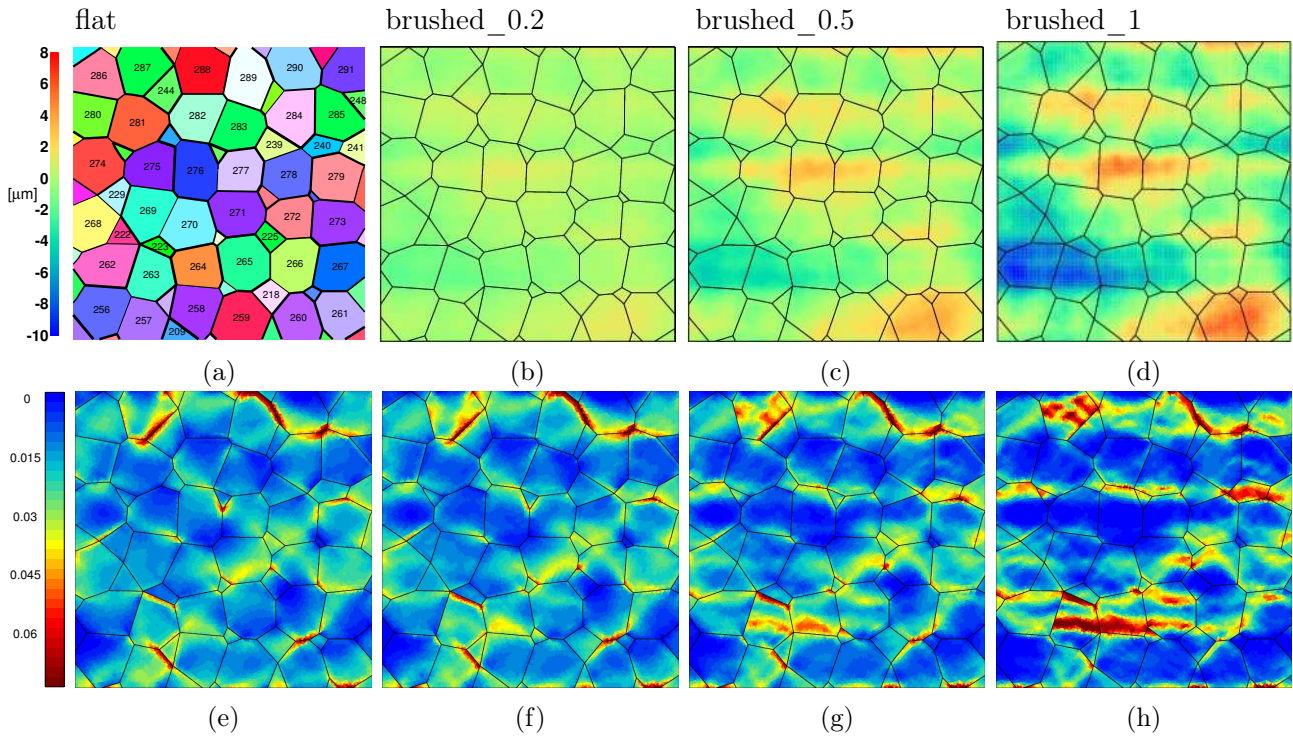 flat brushed_0.2 brushed_0.5 brushed_1
8
6
4
2
0
[µm]
-2
-4
-6
-8
-10
286 287 288 289 290 291
244 248
280 281 282 283 284 285
239 240 241
274 275 276 277 278 279
229
268 269 270 271 272 273
222 223 225
262 263 264 265 266 267
218
256 257 258 259 260 261
209
(a) (b) (c) (d)
0
0.015
0.03
0.045
0.06
(e) (f) (g) (h)